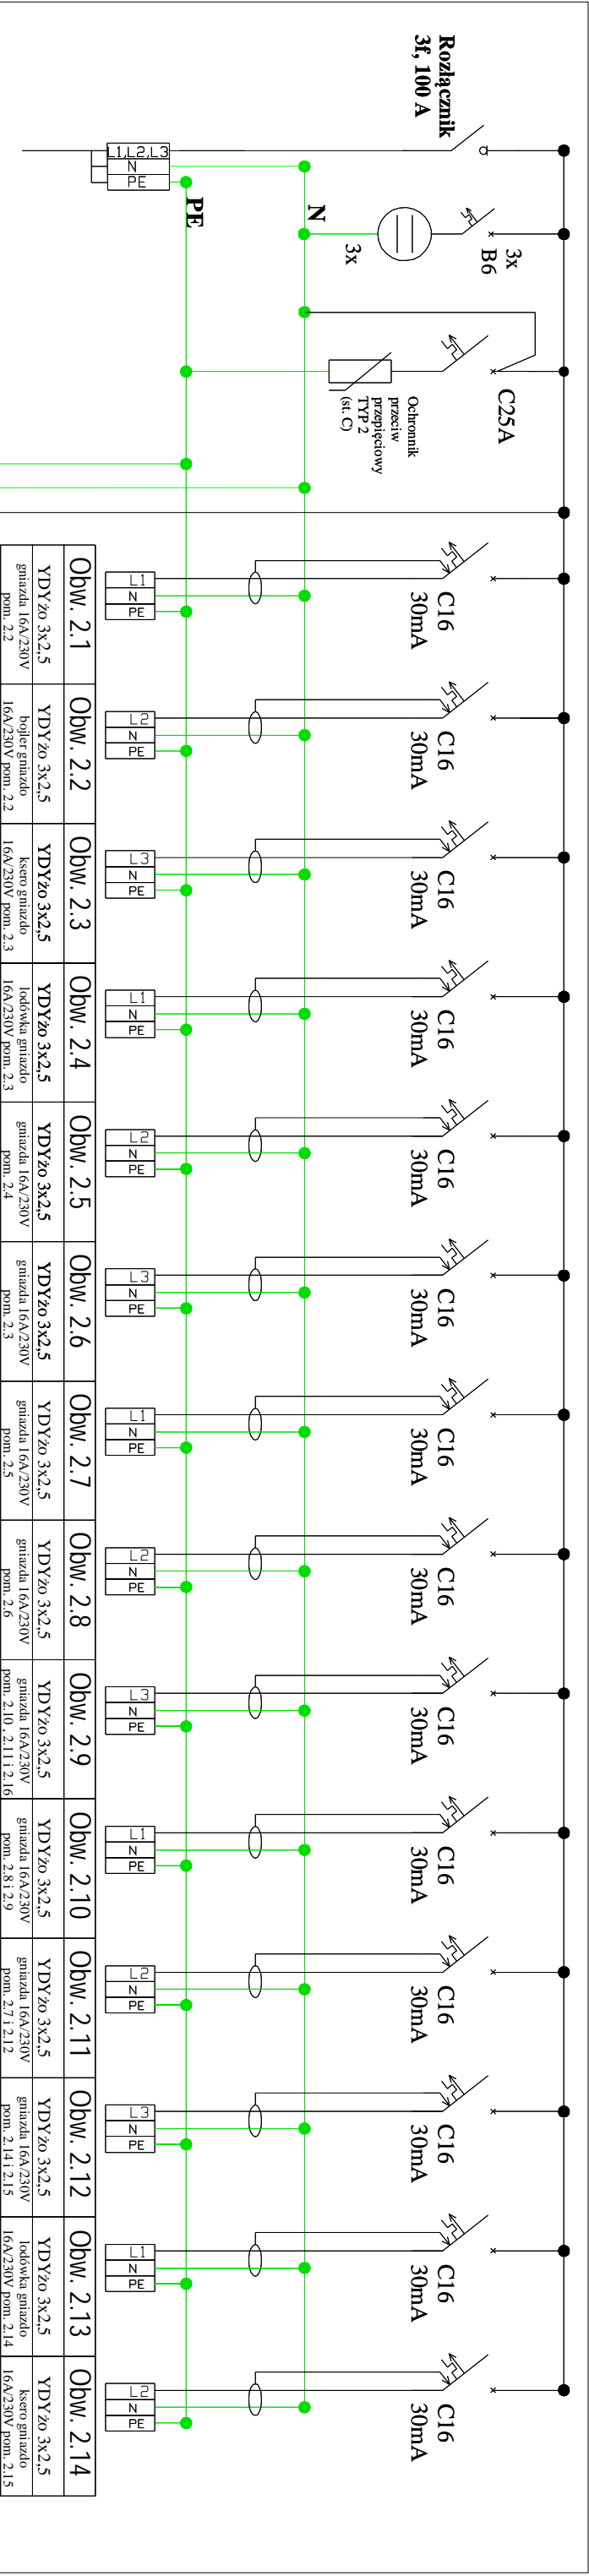 Rozłącznik
3f, 100 A
L1,L2,L3
N
PE
PE
N
3x
B6
3x
C25A
Ochronnik
przeciw
przepięciowy
TYP 2
(st. C)
C16
30mA
L1
N
PE
Obw. 2.1
YDYżo 3x2,5
gniazda 16A/230V
pom. 2.2
C16
30mA
L2
N
PE
Obw. 2.2
YDYżo 3x2,5
bojler gniazdo
16A/230V pom. 2.2
C16
30mA
L3
N
PE
Obw. 2.3
YDYżo 3x2,5
ksero gniazdo
16A/230V pom. 2.3
C16
30mA
L1
N
PE
Obw. 2.4
YDYżo 3x2,5
lodówka gniazdo
16A/230V pom. 2.3
C16
30mA
L2
N
PE
Obw. 2.5
YDYżo 3x2,5
gniazda 16A/230V
pom. 2.4
C16
30mA
L3
N
PE
Obw. 2.6
YDYżo 3x2,5
gniazda 16A/230V
pom. 2.3
C16
30mA
L1
N
PE
Obw. 2.7
YDYżo 3x2,5
gniazda 16A/230V
pom. 2.5
C16
30mA
L2
N
PE
Obw. 2.8
YDYżo 3x2,5
gniazda 16A/230V
pom. 2.6
C16
30mA
L3
N
PE
Obw. 2.9
YDYżo 3x2,5
gniazda 16A/230V
pom. 2.10 , 2.11 i 2.16
C16
30mA
L1
N
PE
Obw. 2.10
YDYżo 3x2,5
gniazda 16A/230V
pom. 2.8 i 2.9
C16
30mA
L2
N
PE
Obw. 2.11
YDYżo 3x2,5
gniazda 16A/230V
pom. 2.7 i 2.12
C16
30mA
L3
N
PE
Obw. 2.12
YDYżo 3x2,5
gniazda 16A/230V
pom. 2.14 i 2.15
C16
30mA
L1
N
PE
Obw. 2.13
YDYżo 3x2,5
lodówka gniazdo
16A/230V pom. 2.14
C16
30mA
L2
N
PE
Obw. 2.14
YDYżo 3x2,5
ksero gniazdo
16A/230V pom. 2.15